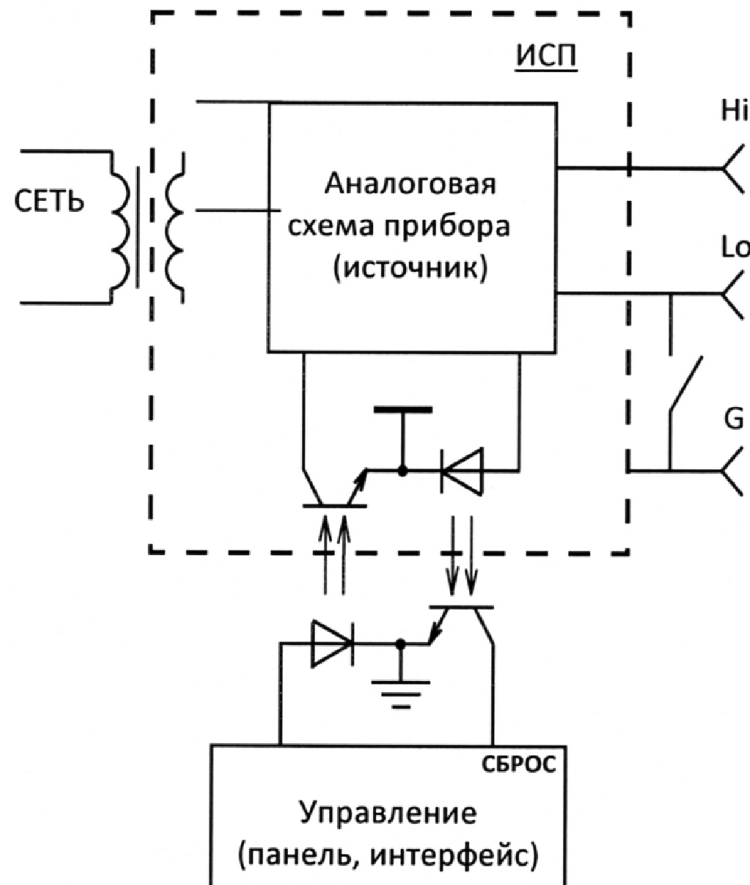 ИСП
Hi
СЕТЬ
Аналоговая
схема прибора
(источник)
Lo
G
СБРОС
Управление
(панель, интерфейс)